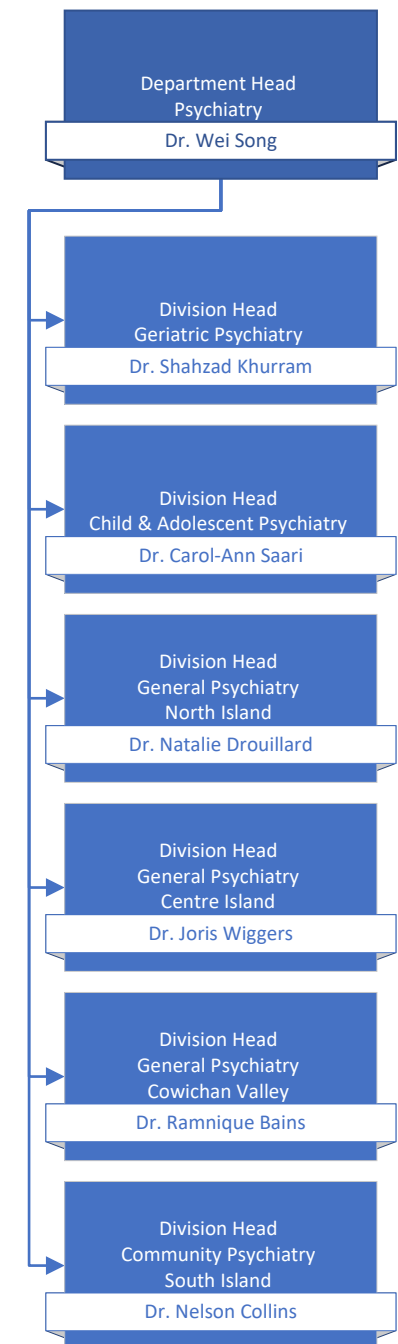 Department Head
Psychiatry
Dr. Wei Song
Division Head
Geriatric Psychiatry
Dr. Shahzad Khurram
Division Head
Child & Adolescent Psychiatry
Dr. Carol-Ann Saari
Division Head
General Psychiatry
North Island
Dr. Natalie Drouillard
Division Head
General Psychiatry
Centre Island
Dr. Joris Wiggers
Division Head
General Psychiatry
Cowichan Valley
Dr. Ramnique Bains
Division Head
Community Psychiatry
South Island
Dr. Nelson Collins